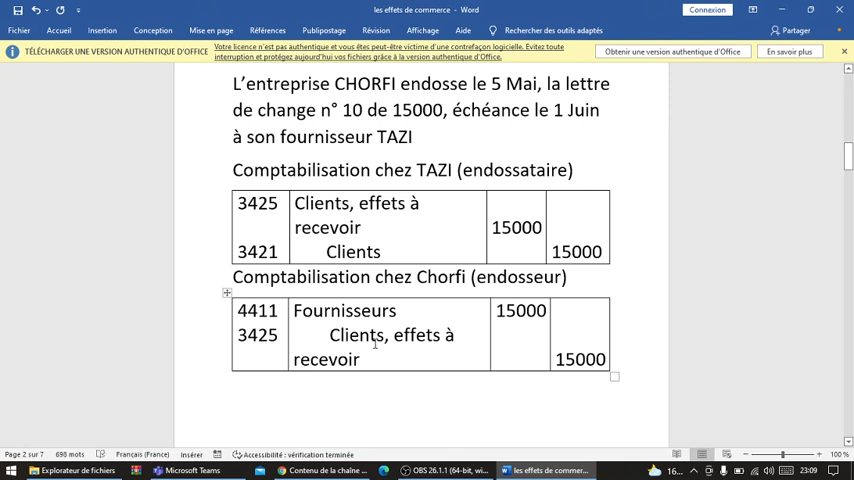 les effets de commerce - Word
Connexion
Fichier Accueil Insertion Conception Mise en page Références Publipostage Révision Affichage Aide Rechercher des outils adaptés Partager
TÉLÉCHARGER UNE VERSION AUTHENTIQUE D'OFFICE
Votre licence n'est pas authentique et vous êtes peut-être victime d'une contrefaçon logicielle. Evitez toute
interruption et protégez aujourd'hui vos fichiers grâce à la version authentique d'Office.
Obtenir une version authentique d'Office
En savoir plus
L'entreprise CHORFI endosse le 5 Mai, la lettre
de change n° 10 de 15000, échéance le 1 Juin
à son fournisseur TAZI
Comptabilisation chez TAZI (endossataire)
3425 Clients, effets à
recevoir 15000
3421 Clients 15000
Comptabilisation chez Chorfi (endosseur)
4411 Fournisseurs 15000
3425 Clients, effets à
recevoir 15000
Page 2 sur 7 698 mots Français (France) Insérer Accessibilité : vérification terminée 100 %
Explorateur de fichiers Microsoft Teams Contenu de la chaîne ... OBS 26.1.1 (64-bit, wi... les effets de commer... 16... 23:09